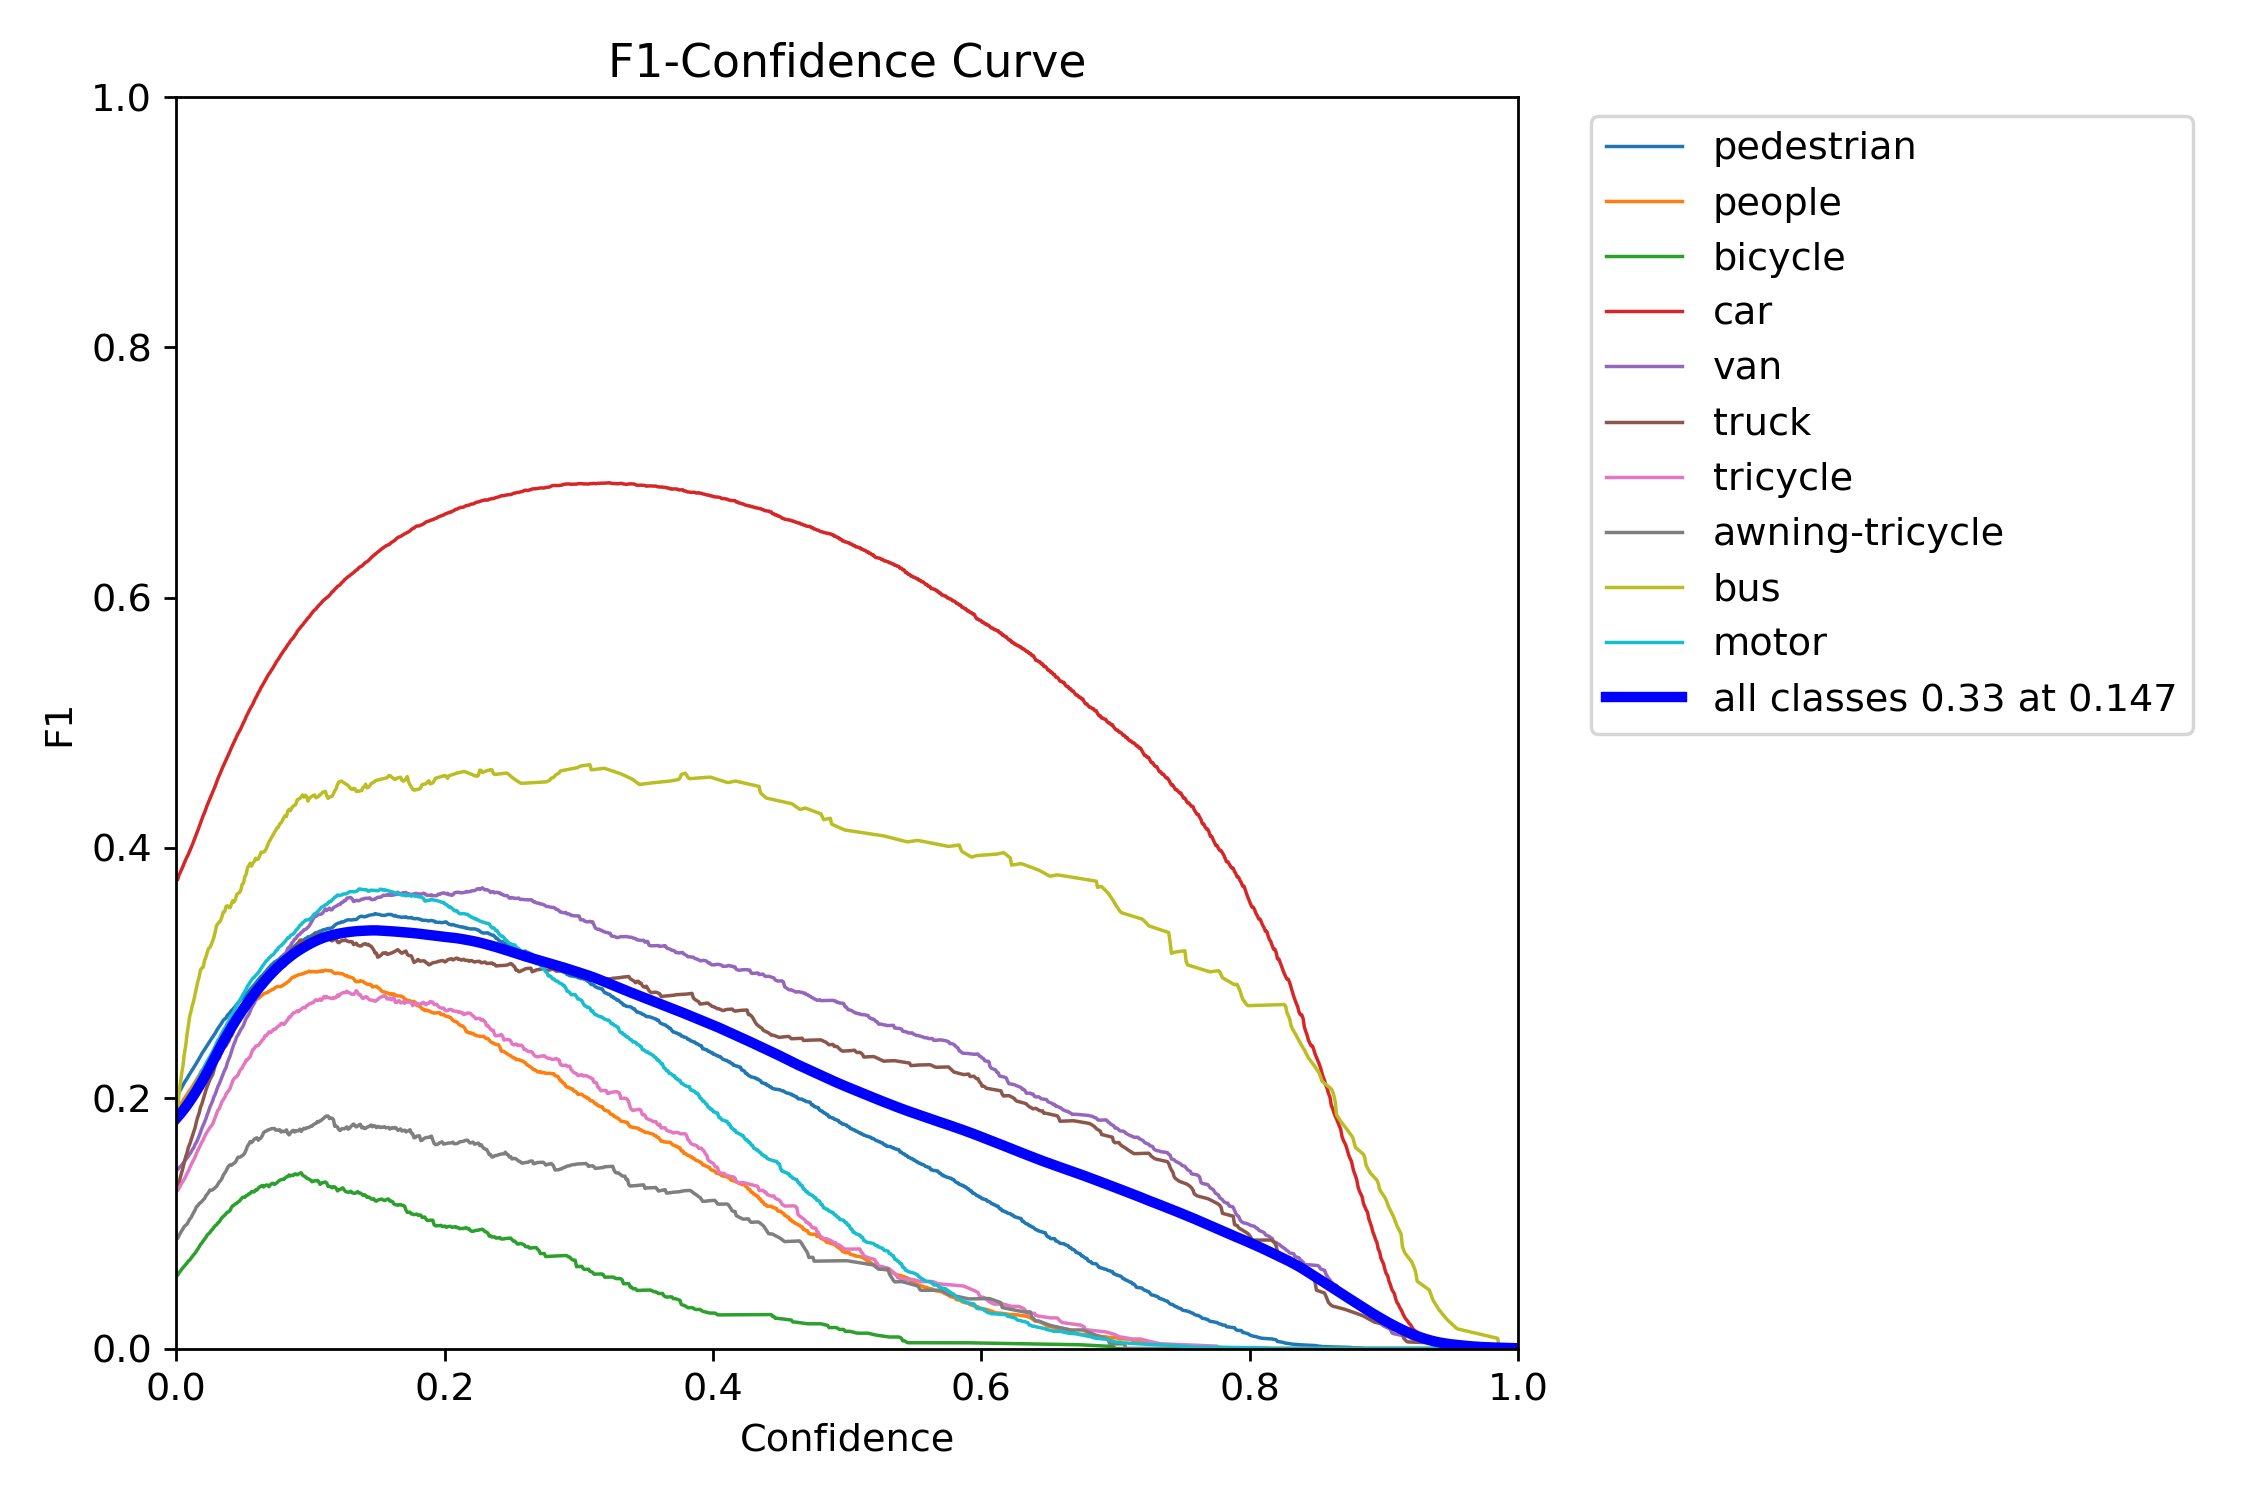 F1-Confidence Curve
1.0
0.8
0.6
0.4
0.2
0.0
F1
0.0 0.2 0.4 0.6 0.8 1.0
Confidence
pedestrian
people
bicycle
car
van
truck
tricycle
awning-tricycle
bus
motor
all classes 0.33 at 0.147